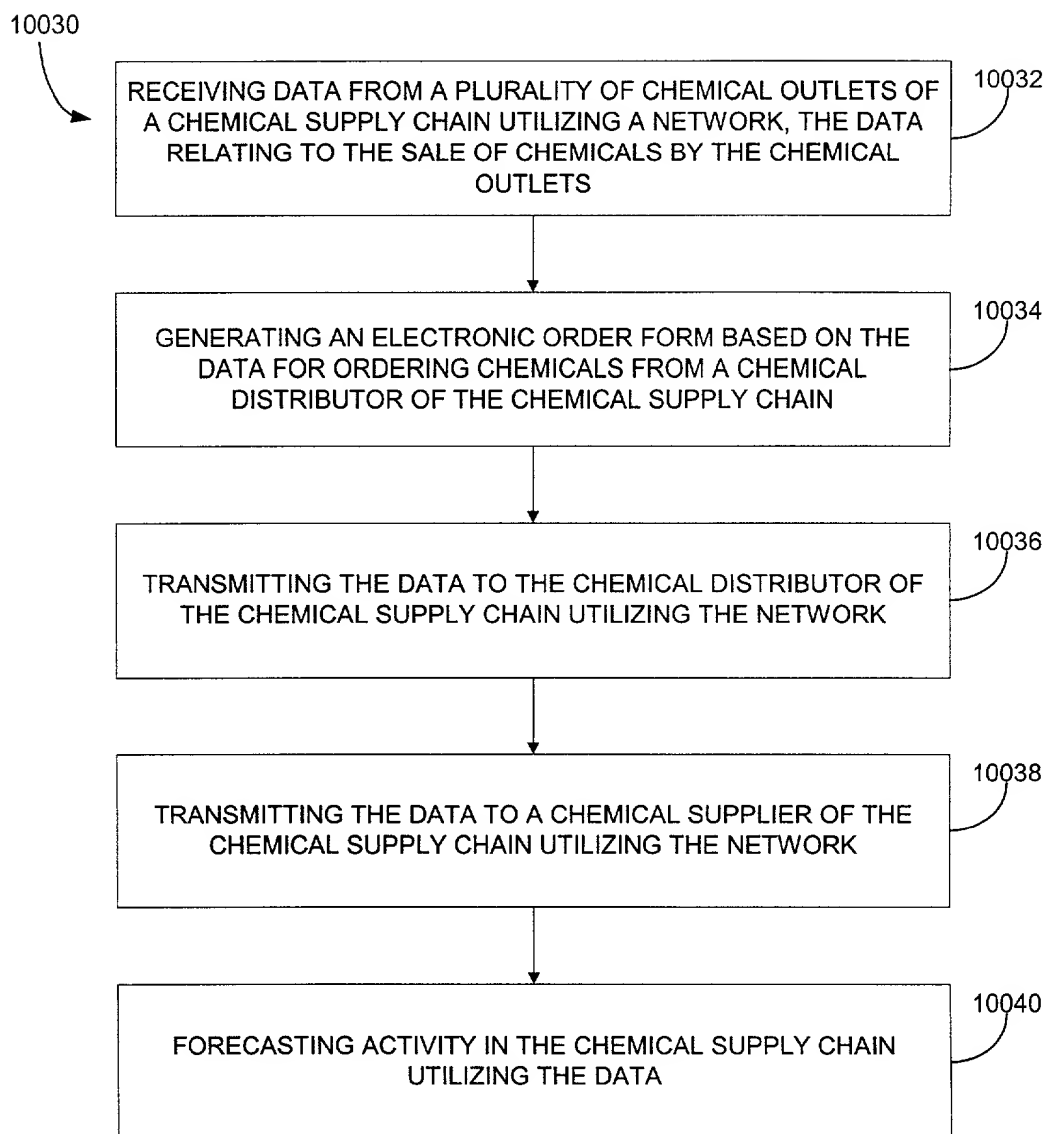 10030
RECEIVING DATA FROM A PLURALITY OF CHEMICAL OUTLETS OF
A CHEMICAL SUPPLY CHAIN UTILIZING A NETWORK, THE DATA
RELATING TO THE SALE OF CHEMICALS BY THE CHEMICAL
OUTLETS
10032
GENERATING AN ELECTRONIC ORDER FORM BASED ON THE
DATA FOR ORDERING CHEMICALS FROM A CHEMICAL
DISTRIBUTOR OF THE CHEMICAL SUPPLY CHAIN
10034
TRANSMITTING THE DATA TO THE CHEMICAL DISTRIBUTOR OF
THE CHEMICAL SUPPLY CHAIN UTILIZING THE NETWORK
10036
TRANSMITTING THE DATA TO A CHEMICAL SUPPLIER OF THE
CHEMICAL SUPPLY CHAIN UTILIZING THE NETWORK
10038
FORECASTING ACTIVITY IN THE CHEMICAL SUPPLY CHAIN
UTILIZING THE DATA
10040